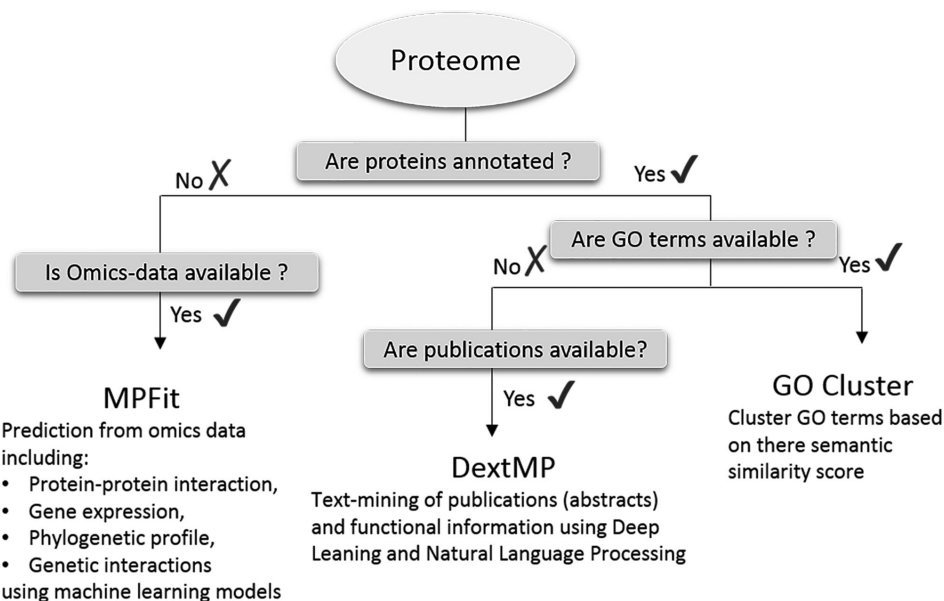 Proteome
Are proteins annotated ?
No ✗
Yes ✓
Are GO terms available ?
Is Omics-data available ?
No ✗
Yes ✓
Yes ✓
Are publications available?
Yes ✓
MPFit
Prediction from omics data
including:
• Protein-protein interaction,
• Gene expression,
• Phylogenetic profile,
• Genetic interactions
using machine learning models
DextMP
Text-mining of publications (abstracts)
and functional information using Deep
Leaning and Natural Language Processing
GO Cluster
Cluster GO terms based
on there semantic
similarity score